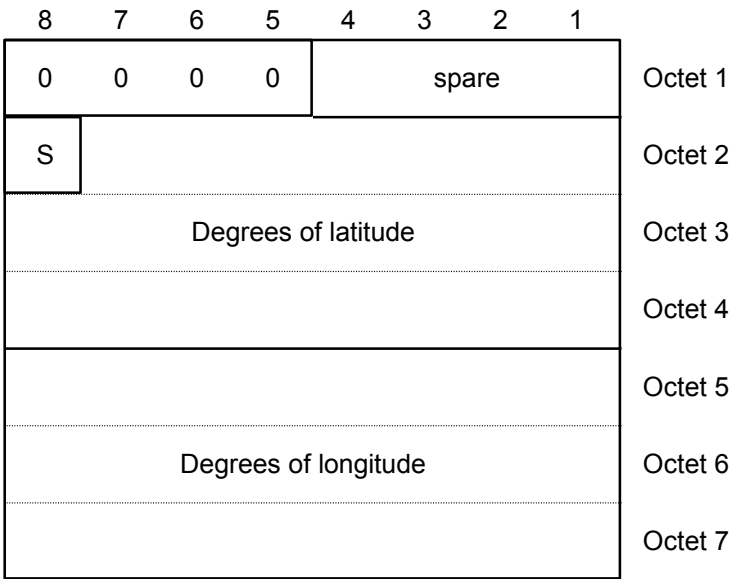 8 7 6 5 4 3 2 1
0 0 0 0 spare Octet 1
S Octet 2
Degrees of latitude Octet 3
Octet 4
Octet 5
Degrees of longitude Octet 6
Octet 7